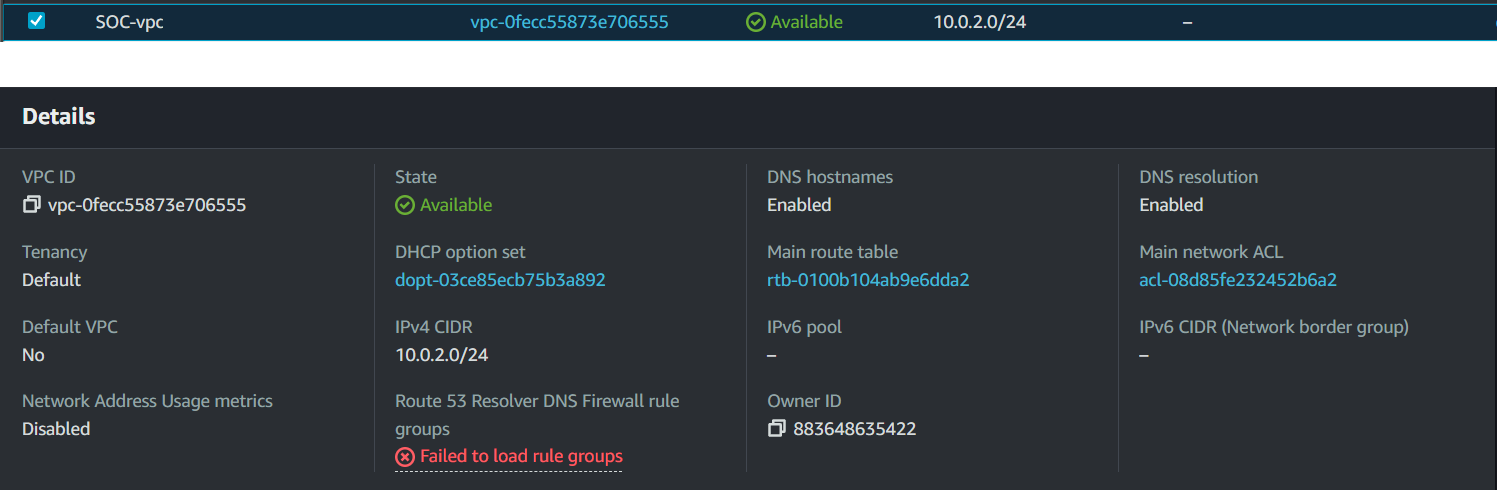 SOC-vpc vpc-0fecc55873e706555 Available 10.0.2.0/24 –
Details
VPC ID State DNS hostnames DNS resolution
vpc-0fecc55873e706555 Available Enabled Enabled
Tenancy DHCP option set Main route table Main network ACL
Default dopt-03ce85ecb75b3a892 rtb-0100b104ab9e6dda2 acl-08d85fe232452b6a2
Default VPC IPv4 CIDR IPv6 pool IPv6 CIDR (Network border group)
No 10.0.2.0/24 – –
Network Address Usage metrics Route 53 Resolver DNS Firewall rule Owner ID
Disabled groups 883648635422
Failed to load rule groups